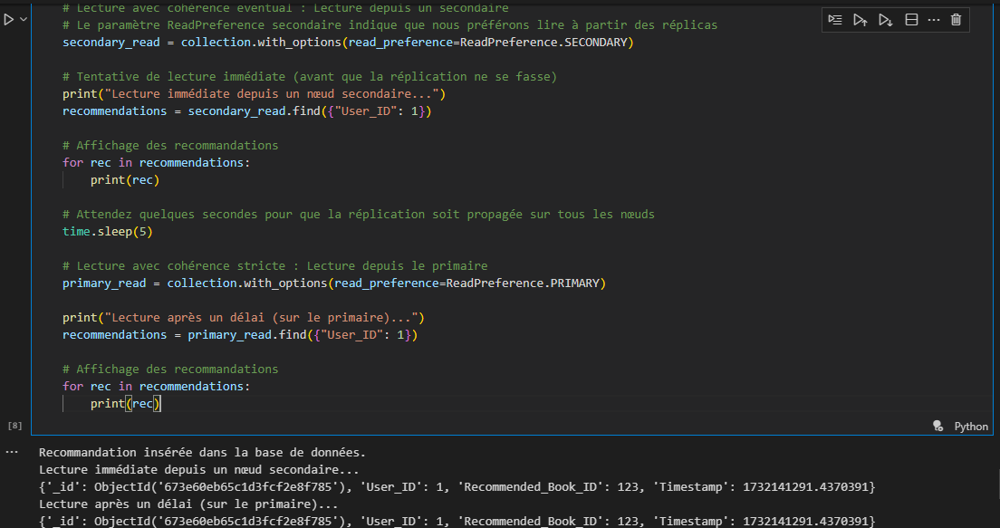 # Lecture avec cohérence éventuel : Lecture depuis un secondaire
# Le paramètre ReadPreference secondaire indique que nous préférons lire à partir des réplicas
secondary_read = collection.with_options(read_preference=ReadPreference.SECONDARY)
# Tentative de lecture immédiate (avant que la réplication ne se fasse)
print("Lecture immédiate depuis un nœud secondaire...")
recommendations = secondary_read.find({"User_ID": 1})
# Affichage des recommandations
for rec in recommendations:
print(rec)
# Attendez quelques secondes pour que la réplication soit propagée sur tous les nœuds
time.sleep(5)
# Lecture avec cohérence stricte : Lecture depuis le primaire
primary_read = collection.with_options(read_preference=ReadPreference.PRIMARY)
print("Lecture après un délai (sur le primaire)...")
recommendations = primary_read.find({"User_ID": 1})
# Affichage des recommandations
for rec in recommendations:
print(rec)
[8]
Python
Recommandation insérée dans la base de données.
Lecture immédiate depuis un nœud secondaire...
{'_id': ObjectId('673e60eb65c1d3fcf2e8f785'), 'User_ID': 1, 'Recommended_Book_ID': 123, 'Timestamp': 1732141291.4370391}
Lecture après un délai (sur le primaire)...
{'_id': ObjectId('673e60eb65c1d3fcf2e8f785'), 'User_ID': 1, 'Recommended_Book_ID': 123, 'Timestamp': 1732141291.4370391}